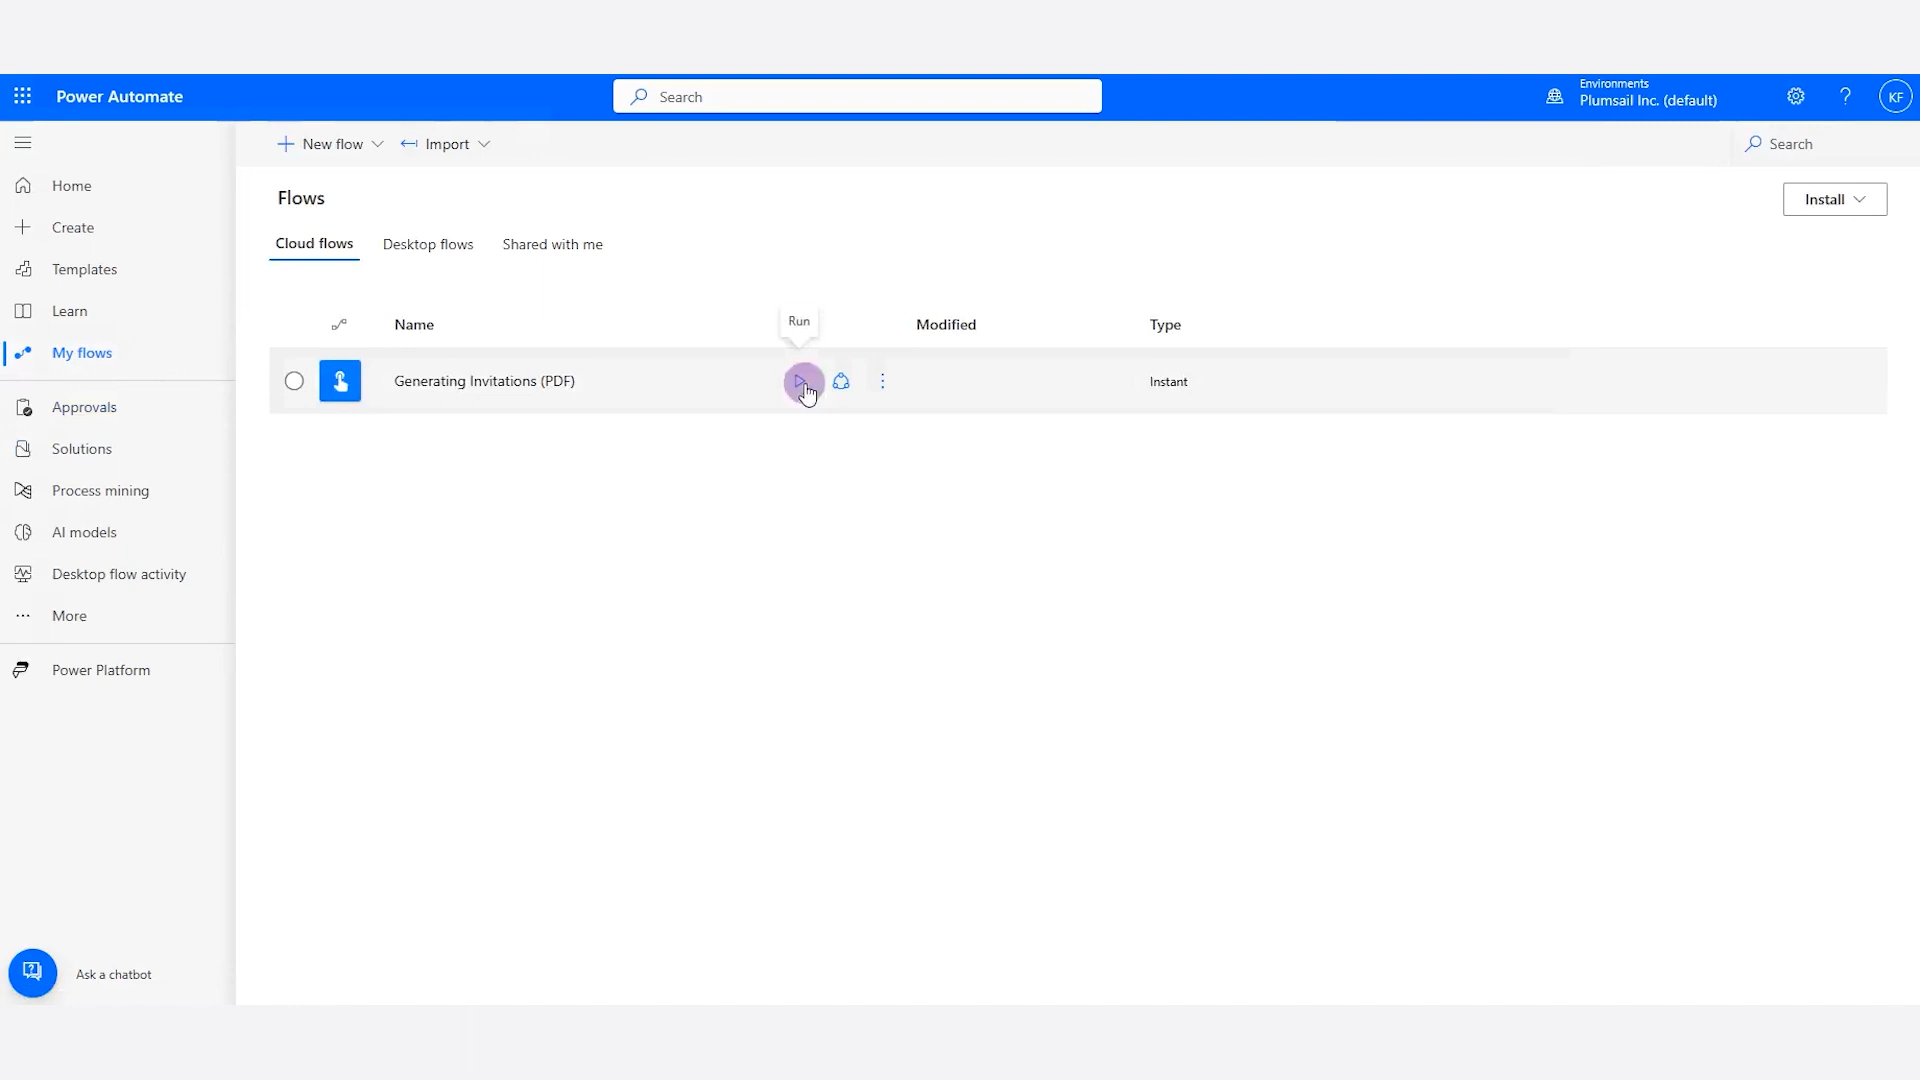 Power Automate
Search
Environments
Plumsail Inc. (default)
?
KF
New flow
Import
Search
Home
Create
Templates
Learn
My flows
Approvals
Solutions
Process mining
AI models
Desktop flow activity
More
Power Platform
Ask a chatbot
Flows
Install
Cloud flows
Desktop flows
Shared with me
Run
Name
Modified
Type
Generating Invitations (PDF)
Instant